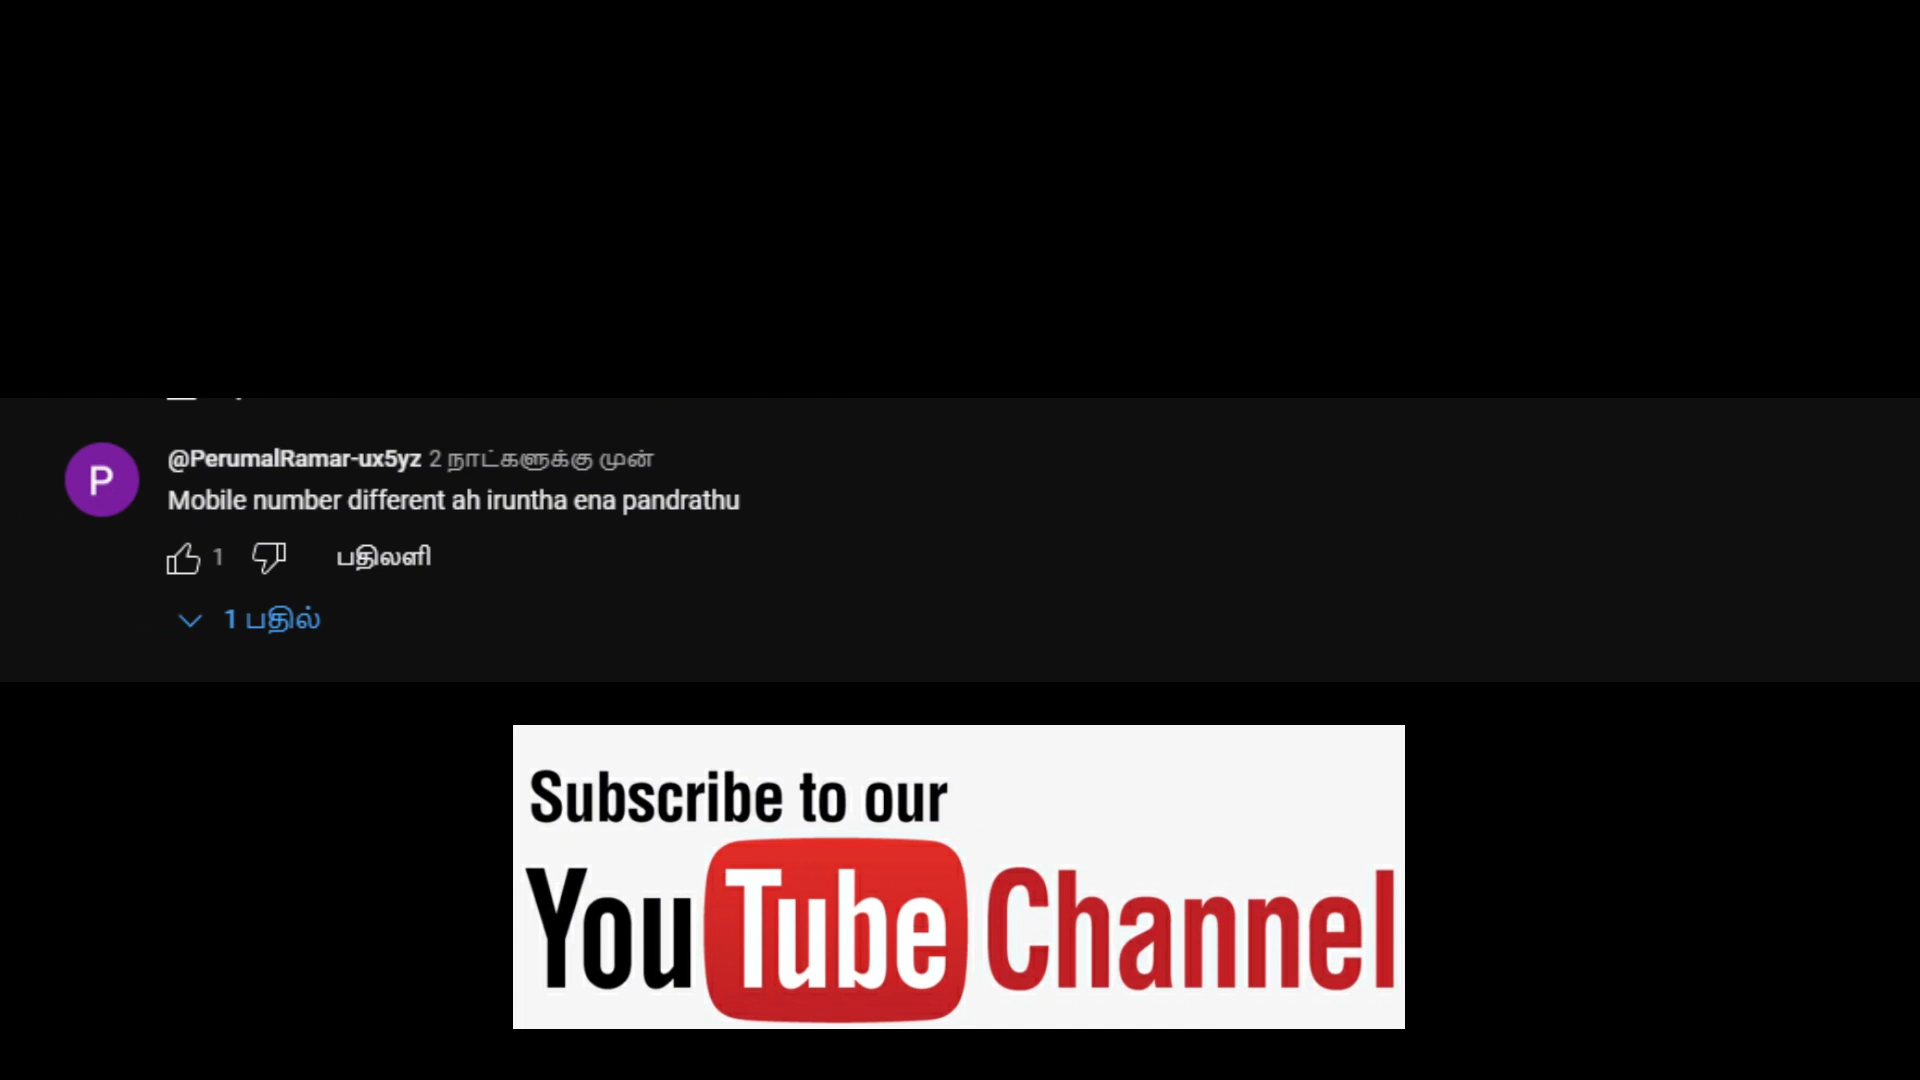 @PerumalRamar-ux5yz 2 நாட்களுக்கு முன்
Mobile number different ah iruntha ena pandrathu
1 பதிலளி
1 பதில்
Subscribe to our
YouTube Channel
P